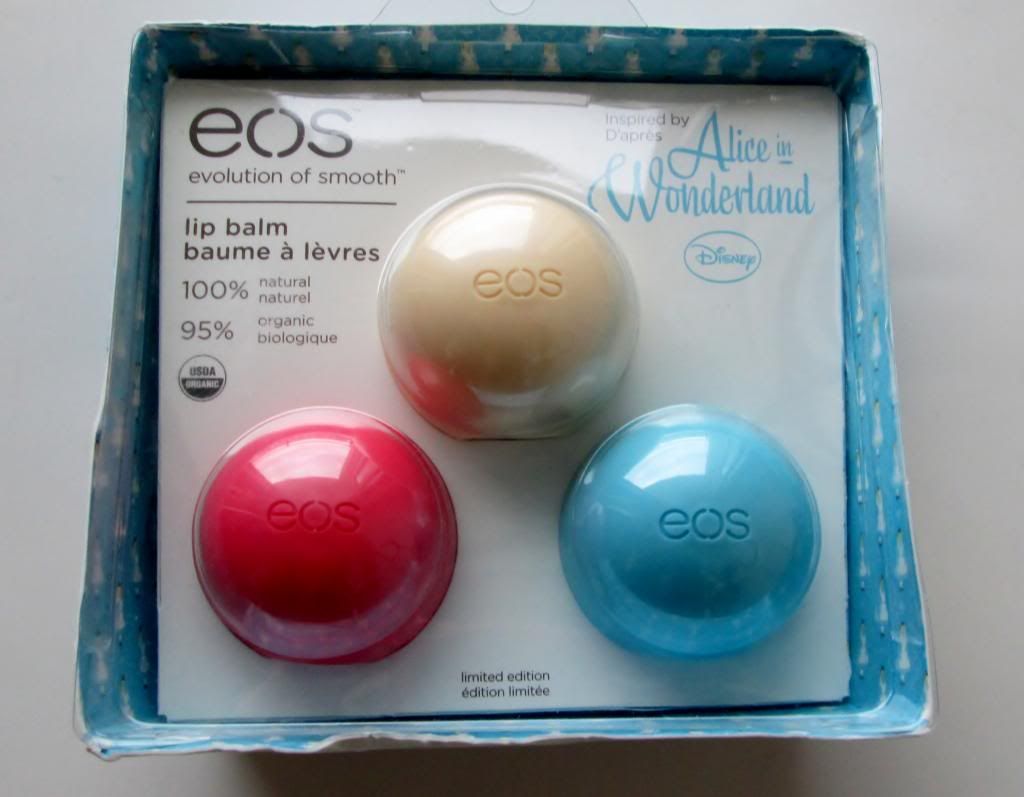 eos™
evolution of smooth™
lip balm
baume à lèvres
100% natural
naturel
95% organic
biologique
USDA
ORGANIC
Inspired by
D'après
Alice in
Wonderland
Disney
eos
eos
eos
limited edition
édition limitée